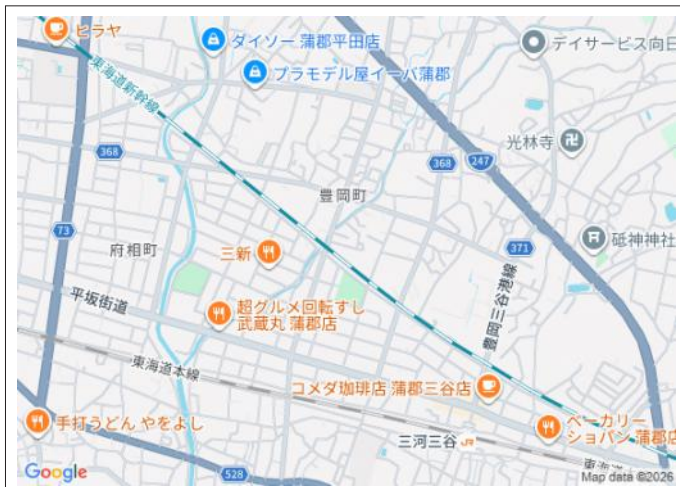 ヒラヤ
ダイソー 蒲郡平田店
デイサービス向日
プラモデル屋イーバ蒲郡
東海道新幹線
368
368
247
光林寺
豊岡町
73
371
砥神神社
府相町
三新
平坂街道
超グルメ回転すし
武蔵丸 蒲郡店
豊岡三谷港線
東海道本線
コメダ珈琲店 蒲郡三谷店
手打うどん やをよし
ベーカリー
ショパン 蒲郡店
三河三谷 JR
東海
528
Google
Map data ©2026